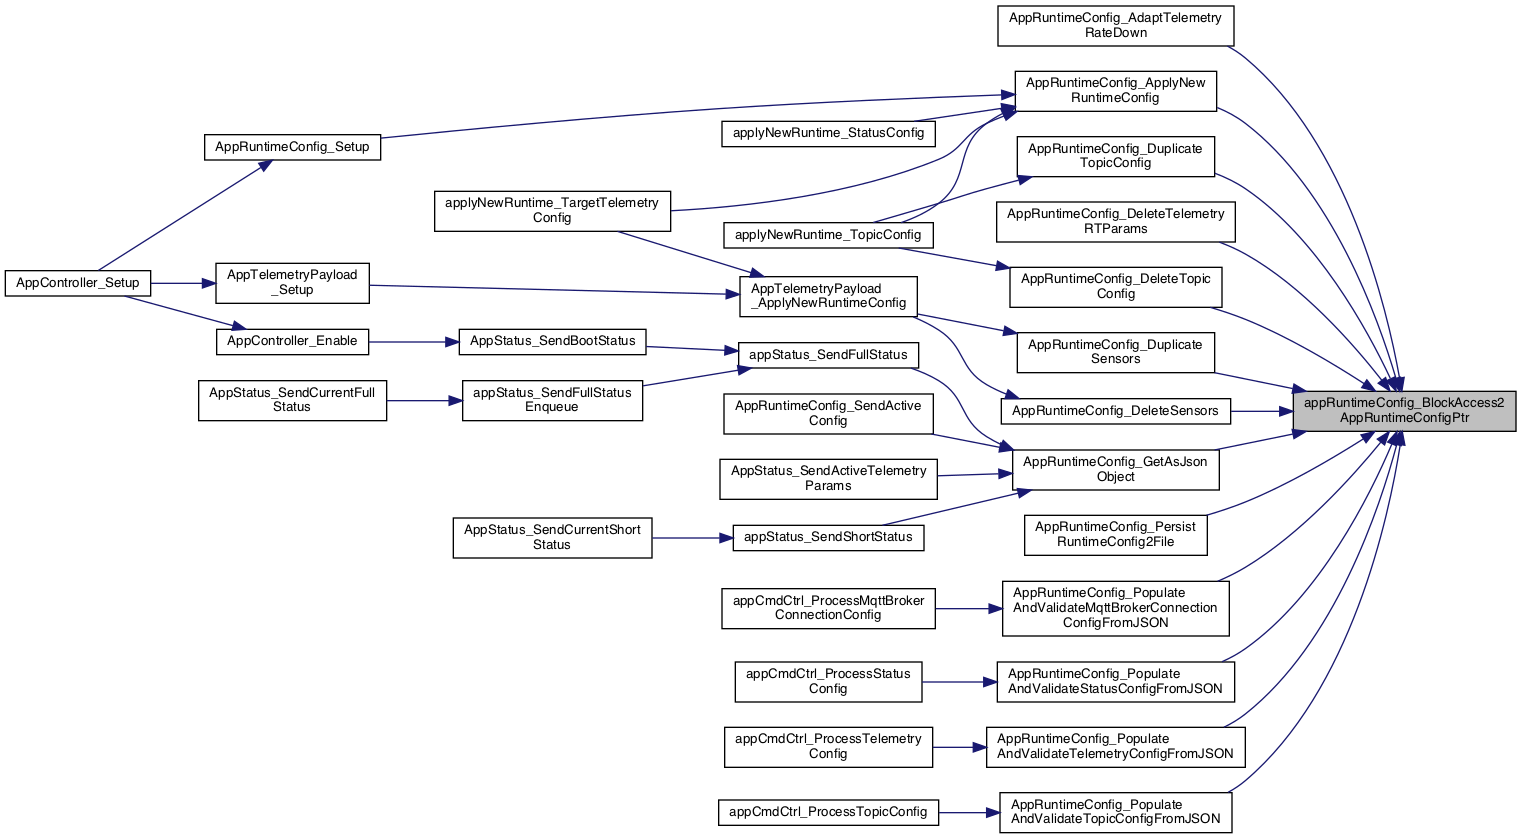 AppRuntimeConfig_AdaptTelemetry
RateDown
AppRuntimeConfig_ApplyNew
RuntimeConfig
applyNewRuntime_StatusConfig
AppRuntimeConfig_Setup
AppRuntimeConfig_Duplicate
TopicConfig
applyNewRuntime_TargetTelemetry
Config
AppRuntimeConfig_DeleteTelemetry
RTParams
applyNewRuntime_TopicConfig
AppController_Setup
AppTelemetryPayload
_Setup
AppTelemetryPayload
_ApplyNewRuntimeConfig
AppRuntimeConfig_DeleteTopic
Config
AppController_Enable
AppStatus_SendBootStatus
appStatus_SendFullStatus
AppRuntimeConfig_Duplicate
Sensors
AppStatus_SendCurrentFull
Status
appStatus_SendFullStatus
Enqueue
AppRuntimeConfig_SendActive
Config
AppRuntimeConfig_DeleteSensors
appRuntimeConfig_BlockAccess2
AppRuntimeConfigPtr
AppStatus_SendActiveTelemetry
Params
AppRuntimeConfig_GetAsJson
Object
AppStatus_SendCurrentShort
Status
appStatus_SendShortStatus
AppRuntimeConfig_Persist
RuntimeConfig2File
appCmdCtrl_ProcessMqttBroker
ConnectionConfig
AppRuntimeConfig_Populate
AndValidateMqttBrokerConnection
ConfigFromJSON
appCmdCtrl_ProcessStatus
Config
AppRuntimeConfig_Populate
AndValidateStatusConfigFromJSON
appCmdCtrl_ProcessTelemetry
Config
AppRuntimeConfig_Populate
AndValidateTelemetryConfigFromJSON
appCmdCtrl_ProcessTopicConfig
AppRuntimeConfig_Populate
AndValidateTopicConfigFromJSON